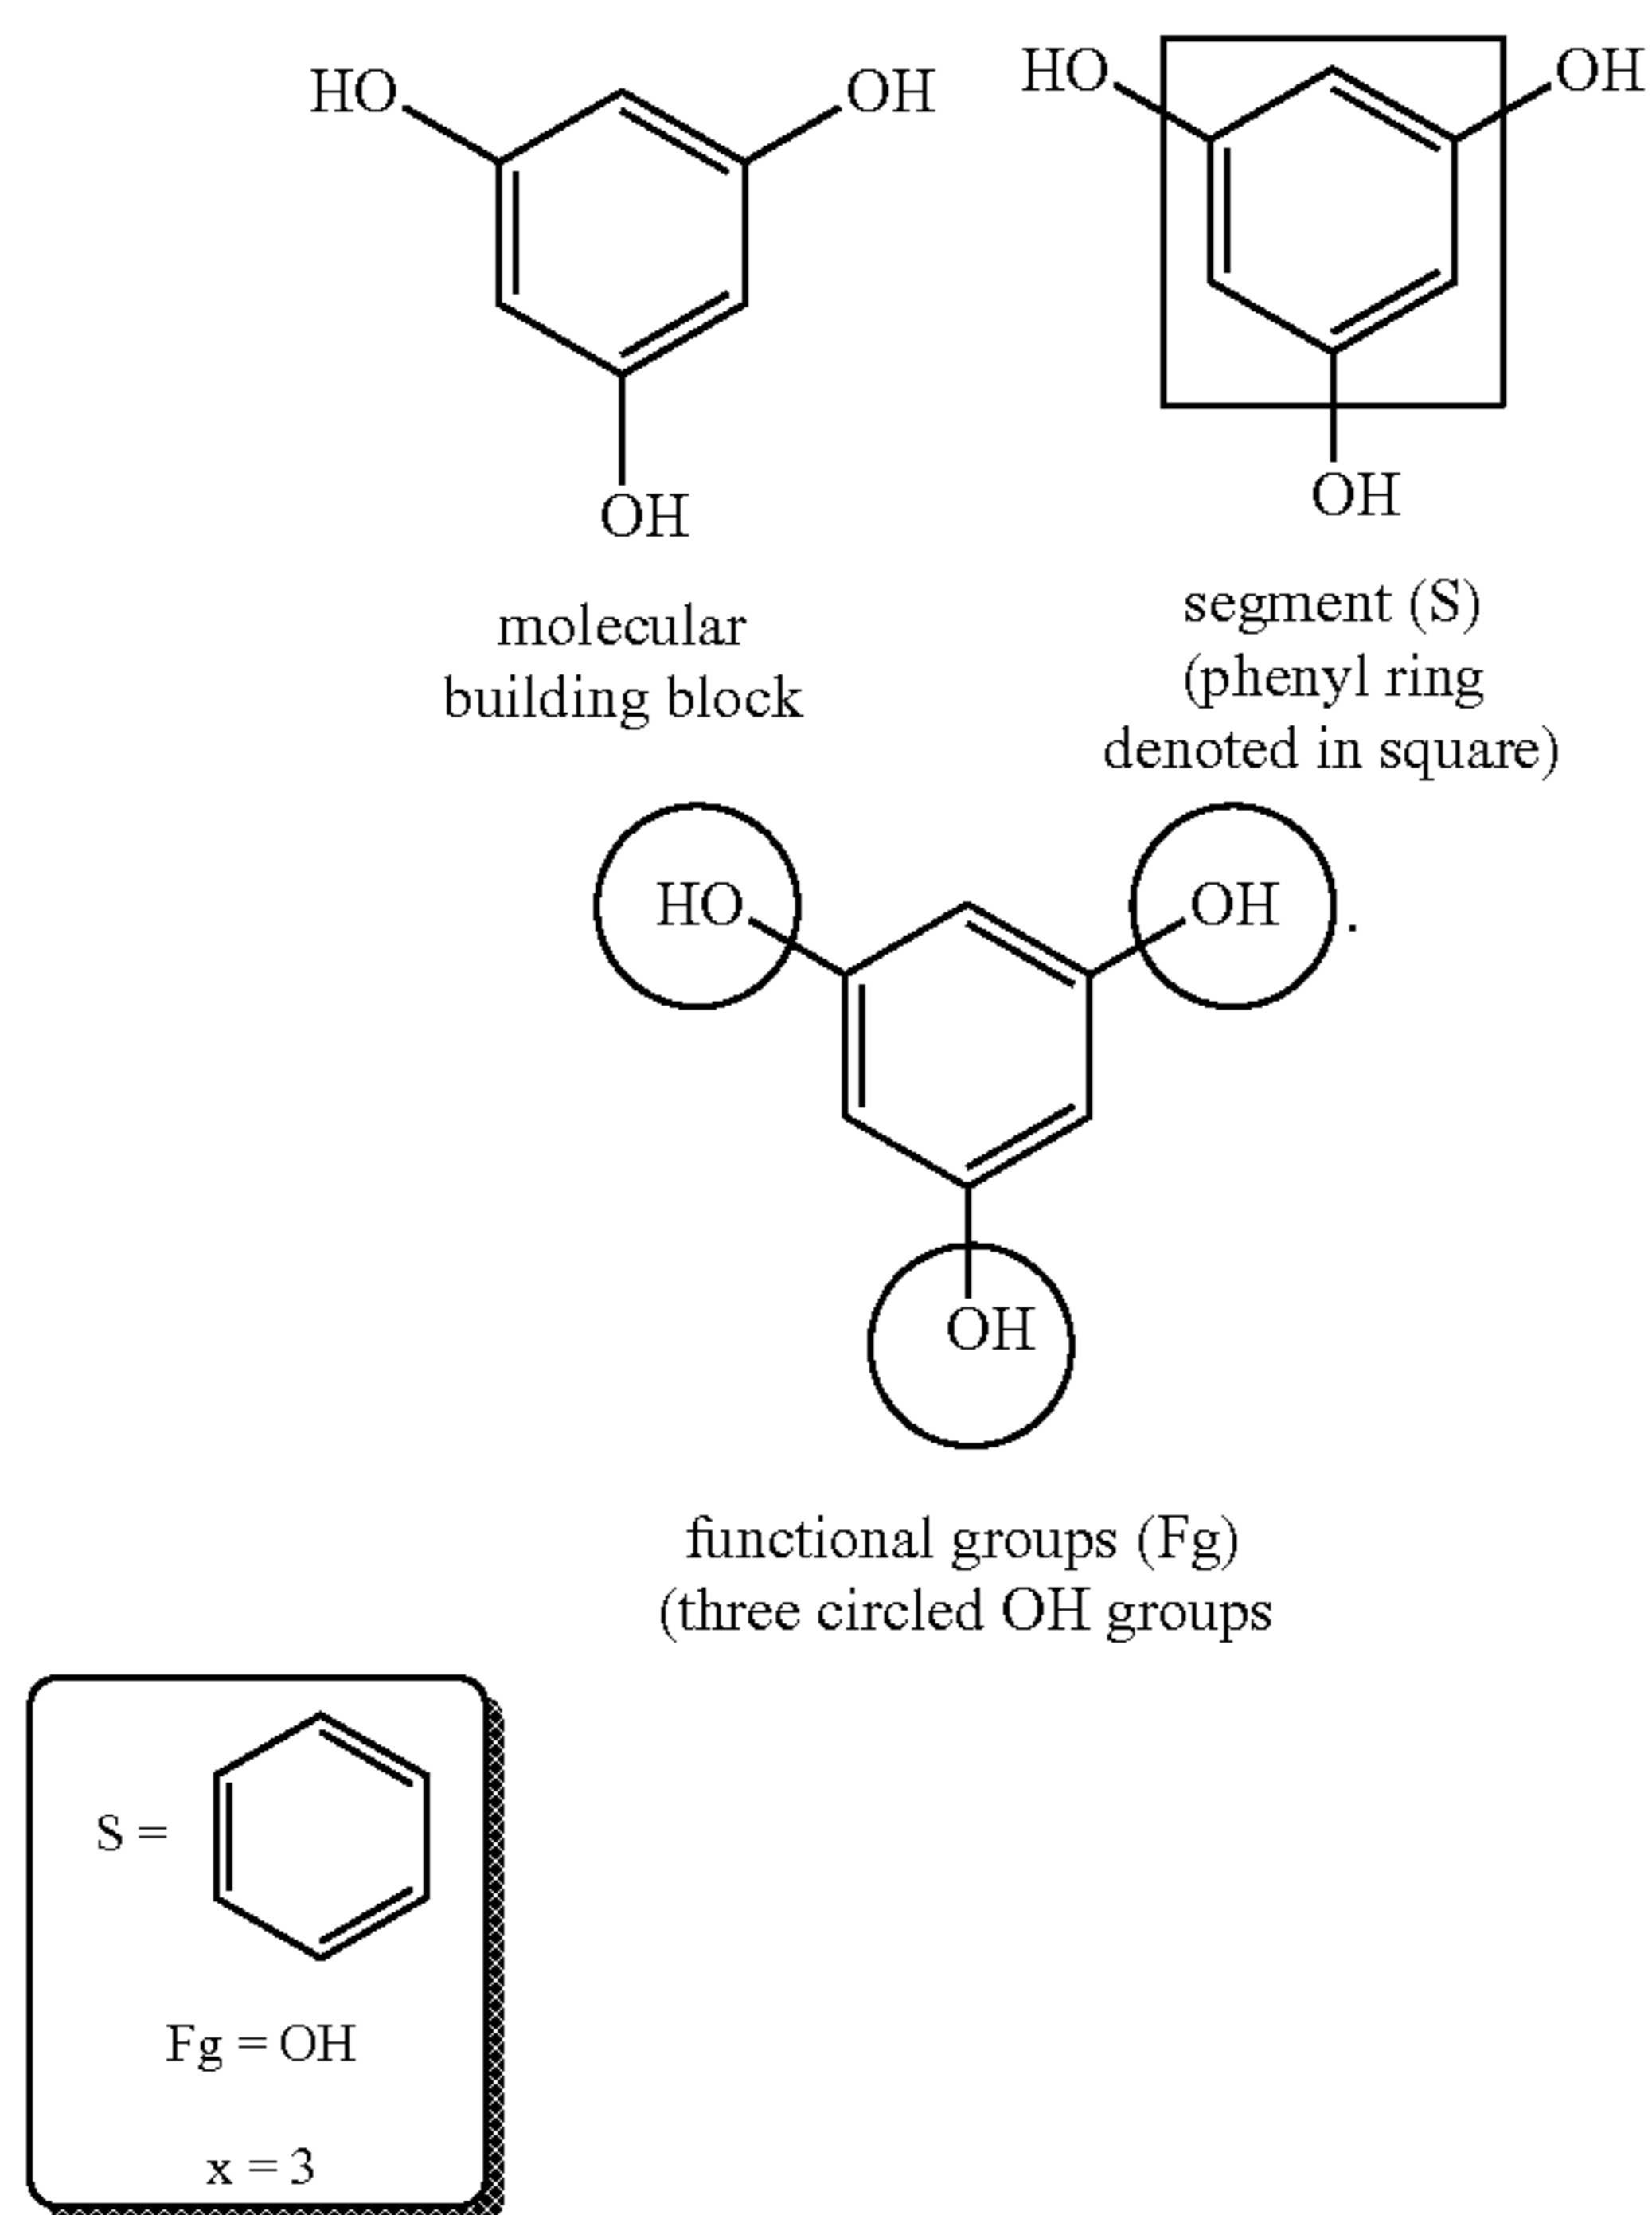 HO OH
OH
molecular
building block
HO OH
OH
segment (S)
(phenyl ring
denoted in square)
HO OH .
OH
functional groups (Fg)
(three circled OH groups
S =
Fg = OH
x = 3